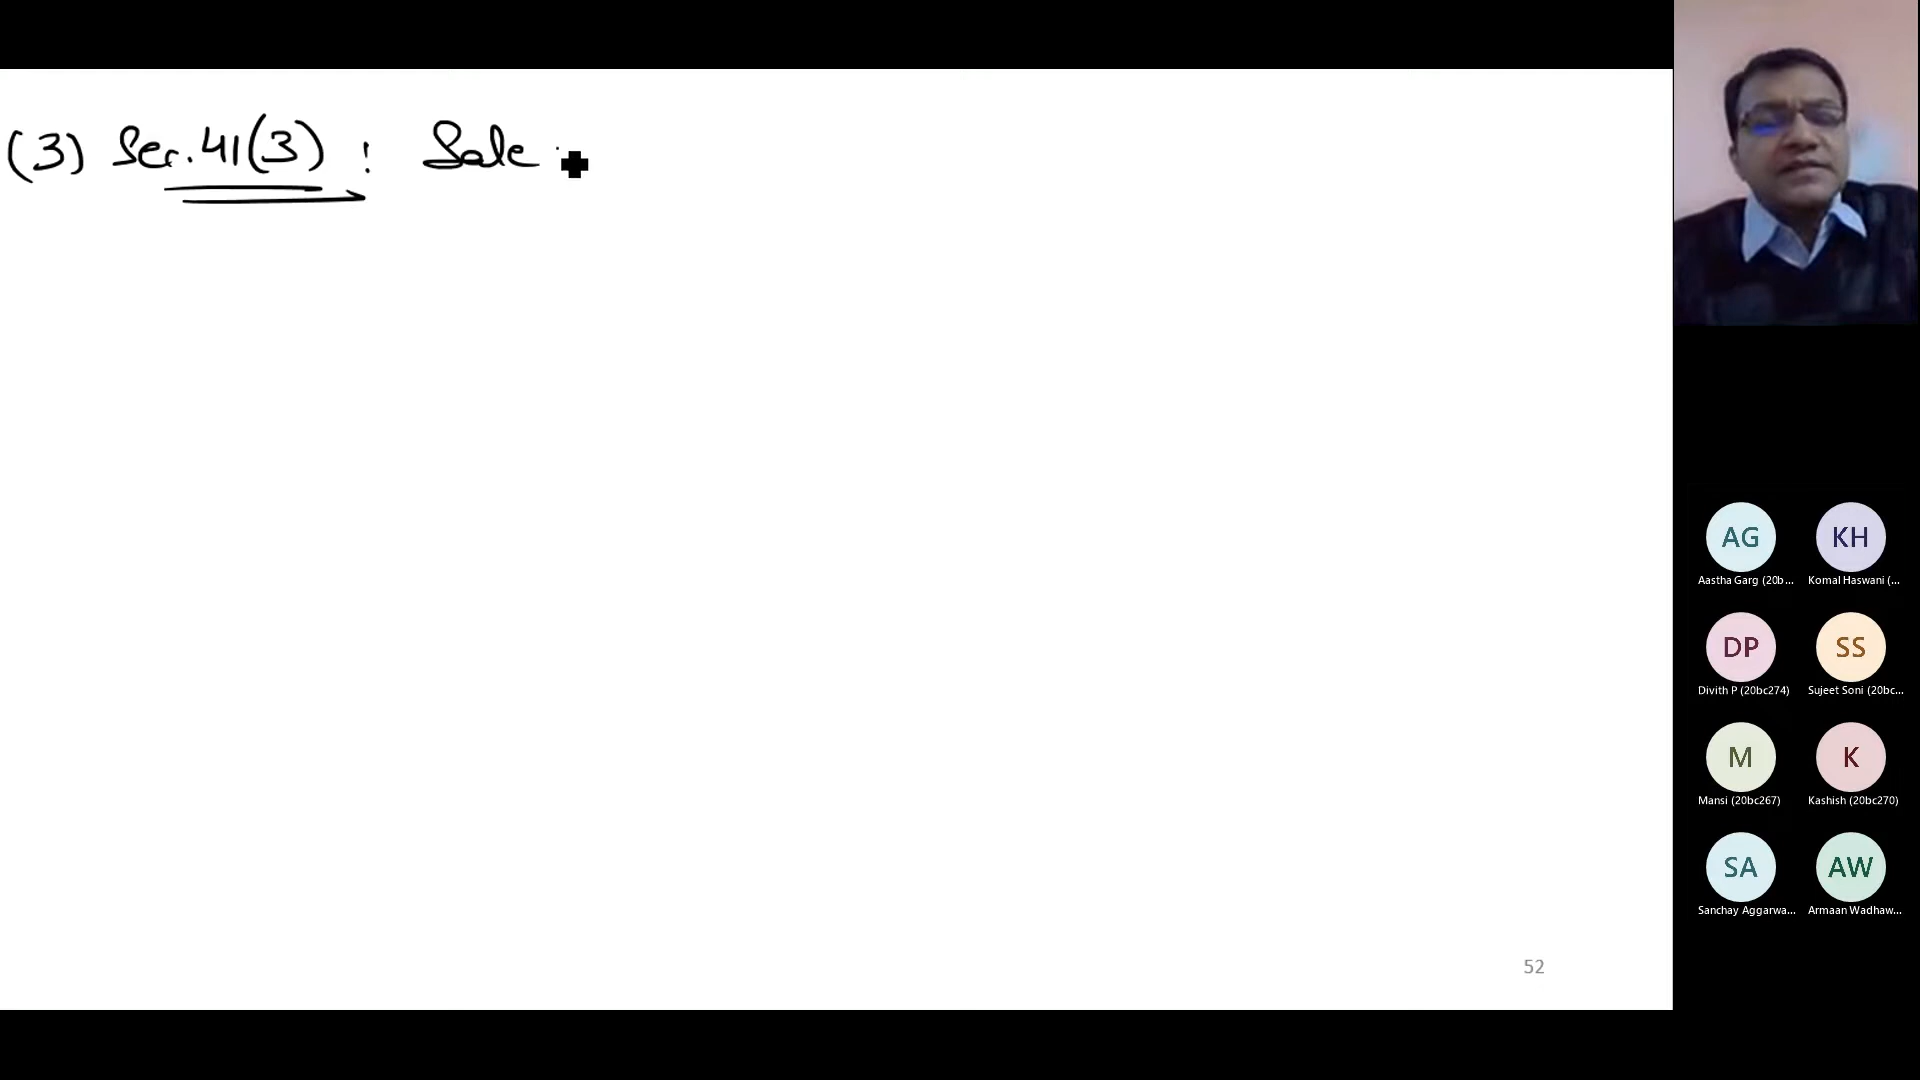 (3) Sec. 41(3) : Sale
AG
KH
Aastha Garg (20b...
Komal Haswani (...
DP
SS
Divith P (20bc274)
Sujeet Soni (20bc...
M
K
Mansi (20bc267)
Kashish (20bc270)
SA
AW
Sanchay Aggarwa...
Armaan Wadhaw...
52